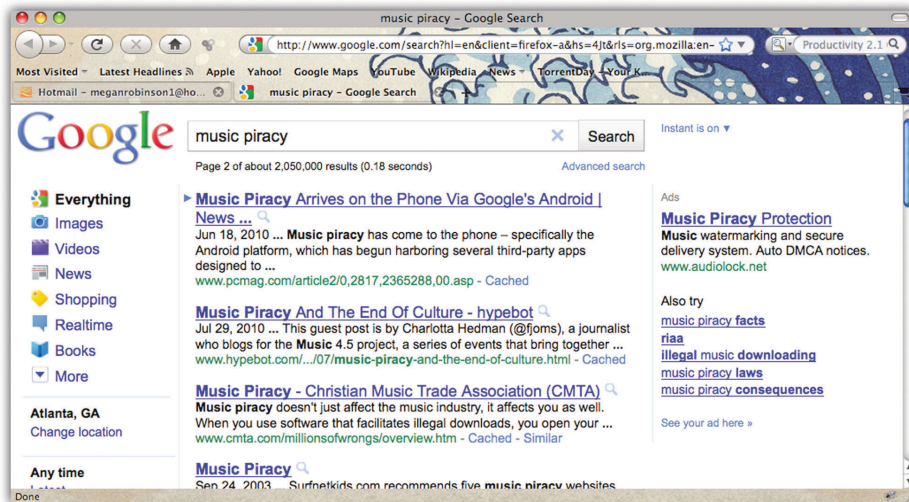 music piracy – Google Search
http://www.google.com/search?hl=en&client=firefox-a&hs=4Jt&rls=org.mozilla:en-
Productivity 2.1
Most Visited Latest Headlines Apple Yahoo! Google Maps YouTube Wikipedia News TorrentDay – Your K...
Hotmail – meganrobinson1@ho... music piracy – Google Search
Google
music piracy
Search
Instant is on ▼
Page 2 of about 2,050,000 results (0.18 seconds)
Advanced search
Everything
Images
Videos
News
Shopping
Realtime
Books
More
Atlanta, GA
Change location
Any time
Latest
Music Piracy Arrives on the Phone Via Google's Android |
News ...
Jun 18, 2010 ... Music piracy has come to the phone – specifically the
Android platform, which has begun harboring several third-party apps
designed to ...
www.pcmag.com/article2/0,2817,2365288,00.asp - Cached
Music Piracy And The End Of Culture - hypebot
Jul 29, 2010 ... This guest post is by Charlotta Hedman (@fjoms), a journalist
who blogs for the Music 4.5 project, a series of events that bring together ...
www.hypebot.com/.../07/music-piracy-and-the-end-of-culture.html - Cached
Music Piracy - Christian Music Trade Association (CMTA)
Music piracy doesn't just affect the music industry, it affects you as well.
When you use software that facilitates illegal downloads, you open your ...
www.cmta.com/millionsofwrongs/overview.htm - Cached - Similar
Music Piracy
Sep 24, 2003 ... Surfnetkids.com recommends five music piracy websites
Ads
Music Piracy Protection
Music watermarking and secure
delivery system. Auto DMCA notices.
www.audiolock.net
Also try
music piracy facts
riaa
illegal music downloading
music piracy laws
music piracy consequences
See your ad here »
Done